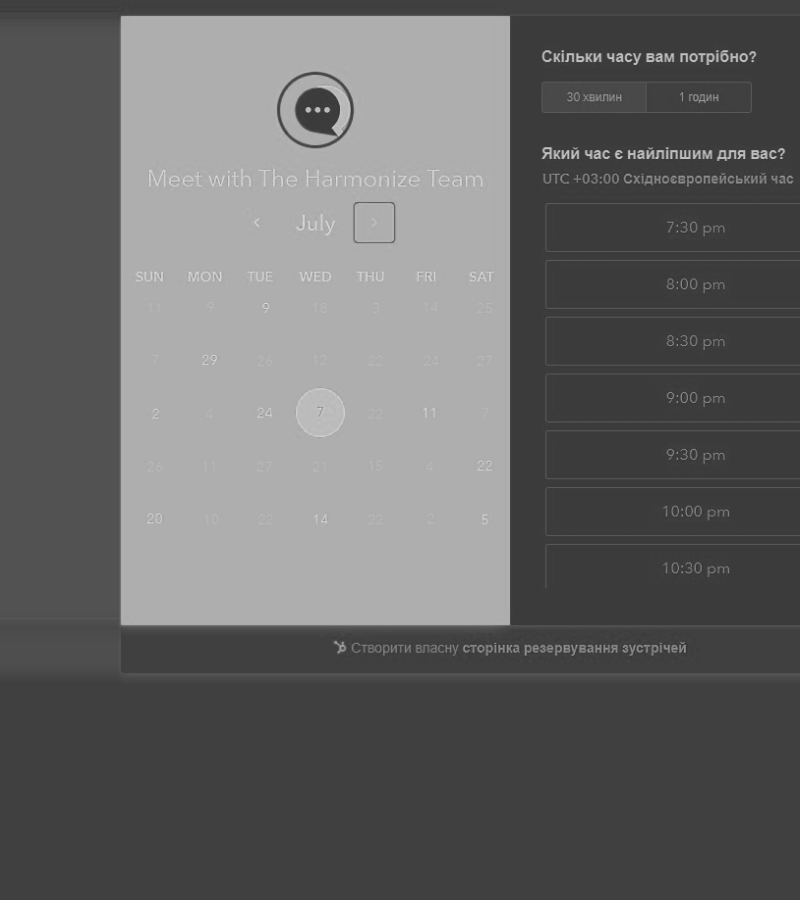 Meet with The Harmonize Team
July
SUN MON TUE WED THU FRI SAT
11 9 9 18 3 14 25
7 29 26 12 22 24 27
2 4 24 7 22 11 7
26 11 27 21 15 4 22
20 10 22 14 22 2 5
Скільки часу вам потрібно?
30 хвилин 1 годин
Який час є найліпшим для вас?
UTC +03:00 Східноєвропейський час
7:30 pm
8:00 pm
8:30 pm
9:00 pm
9:30 pm
10:00 pm
10:30 pm
Створити власну сторінка резервування зустрічей